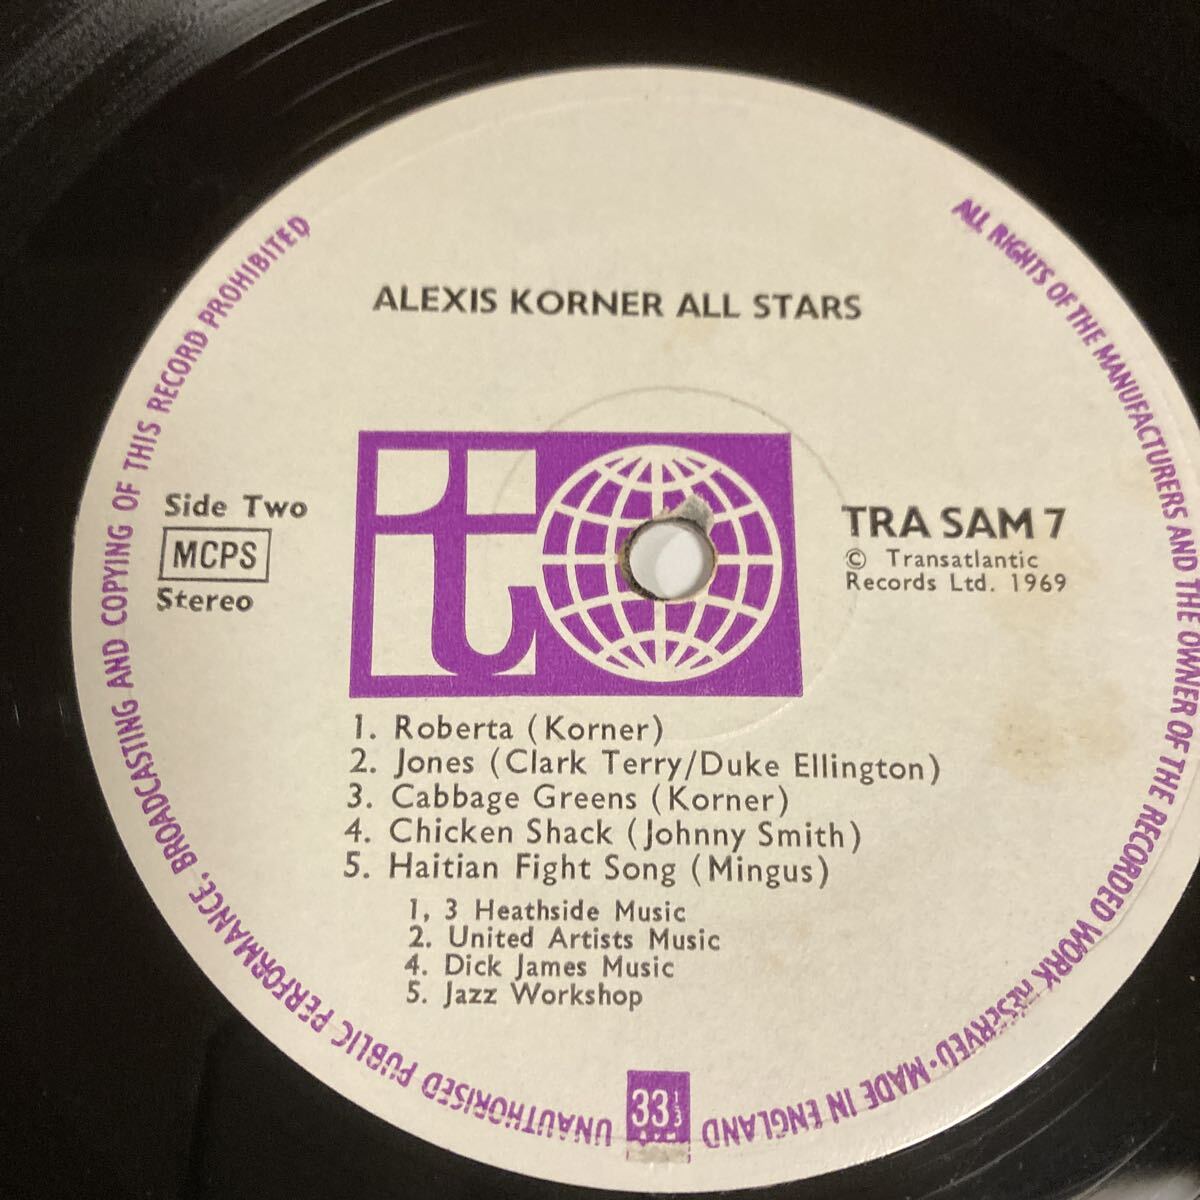 ALEXIS KORNER ALL STARS
Side Two
MCPS
Stereo
t
TRA SAM 7
© Transatlantic
Records Ltd. 1969
1. Roberta (Korner)
2. Jones (Clark Terry/Duke Ellington)
3. Cabbage Greens (Korner)
4. Chicken Shack (Johnny Smith)
5. Haitian Fight Song (Mingus)
1, 3 Heathside Music
2. United Artists Music
4. Dick James Music
5. Jazz Workshop
33 1/3
ALL RIGHTS OF THE MANUFACTURERS AND THE OWNER OF THE RECORDED WORK RESERVED · MADE IN ENGLAND
UNAUTHORISED PUBLIC PERFORMANCE, BROADCASTING AND COPYING OF THIS RECORD PROHIBITED